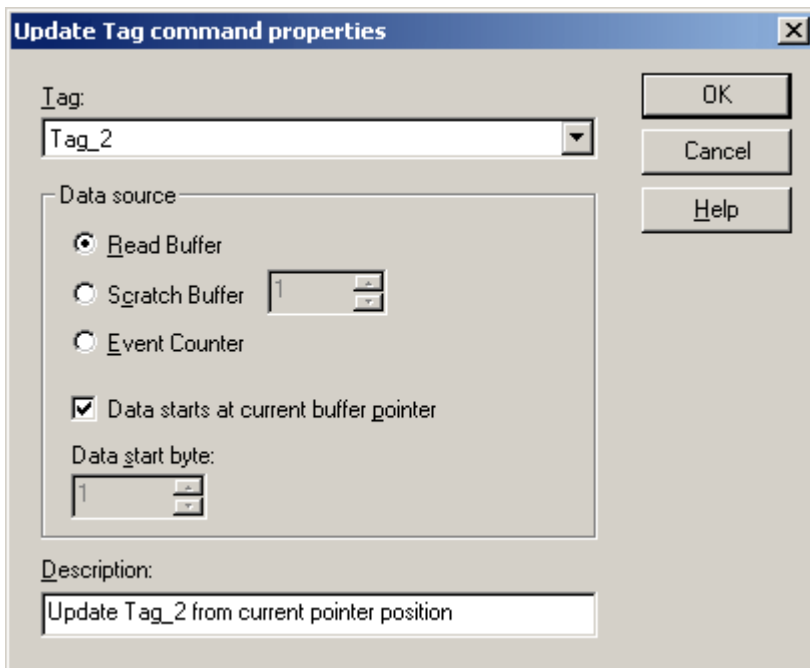 Update Tag command properties
Tag:
OK
Tag_2
Cancel
Help
Data source
Read Buffer
Scratch Buffer 1
Event Counter
Data starts at current buffer pointer
Data start byte:
1
Description:
Update Tag_2 from current pointer position